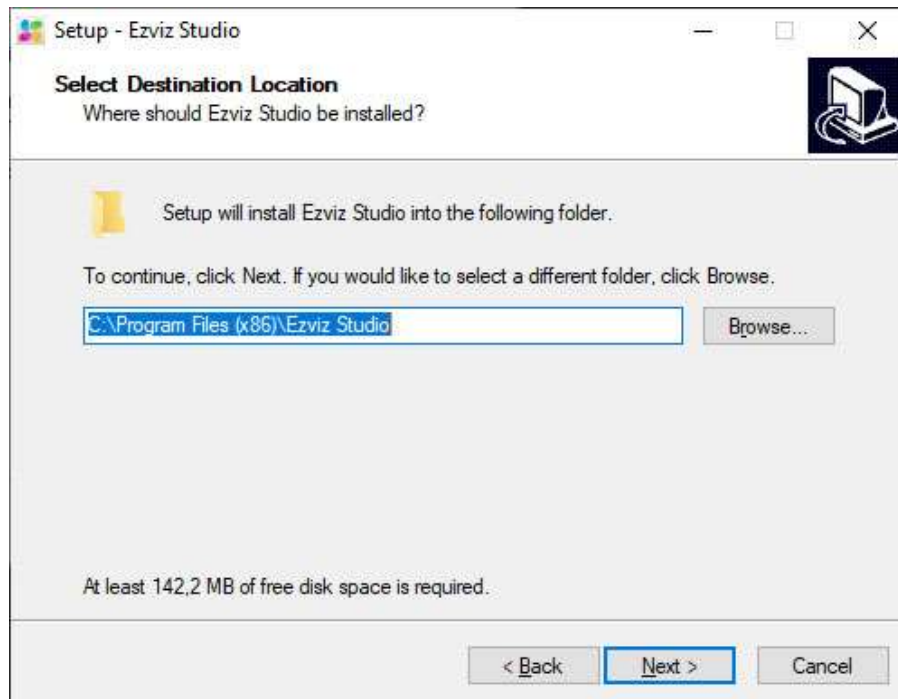 Setup - Ezviz Studio
Select Destination Location
Where should Ezviz Studio be installed?
Setup will install Ezviz Studio into the following folder.
To continue, click Next. If you would like to select a different folder, click Browse.
C:\Program Files (x86)\Ezviz Studio
Browse...
At least 142,2 MB of free disk space is required.
< Back Next > Cancel